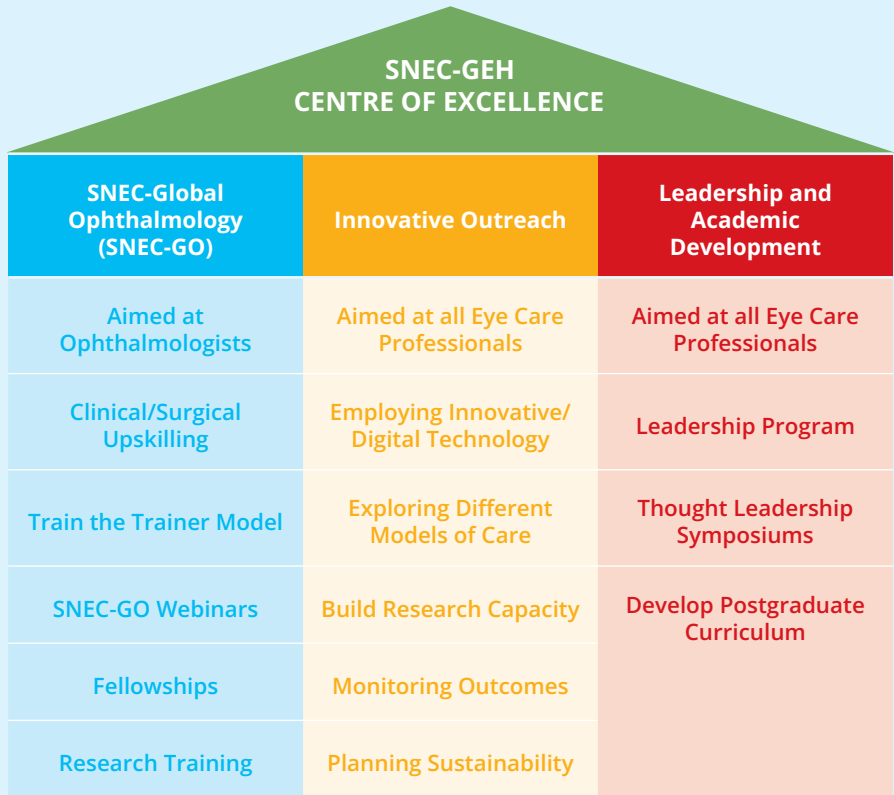 SNEC-GEH
CENTRE OF EXCELLENCE
SNEC-Global
Ophthalmology
(SNEC-GO)
Innovative Outreach
Leadership and
Academic
Development
Aimed at
Ophthalmologists
Aimed at all Eye Care
Professionals
Aimed at all Eye Care
Professionals
Clinical/Surgical
Upskilling
Employing Innovative/
Digital Technology
Leadership Program
Train the Trainer Model
Exploring Different
Models of Care
Thought Leadership
Symposiums
SNEC-GO Webinars
Build Research Capacity
Develop Postgraduate
Curriculum
Fellowships
Monitoring Outcomes
Research Training
Planning Sustainability